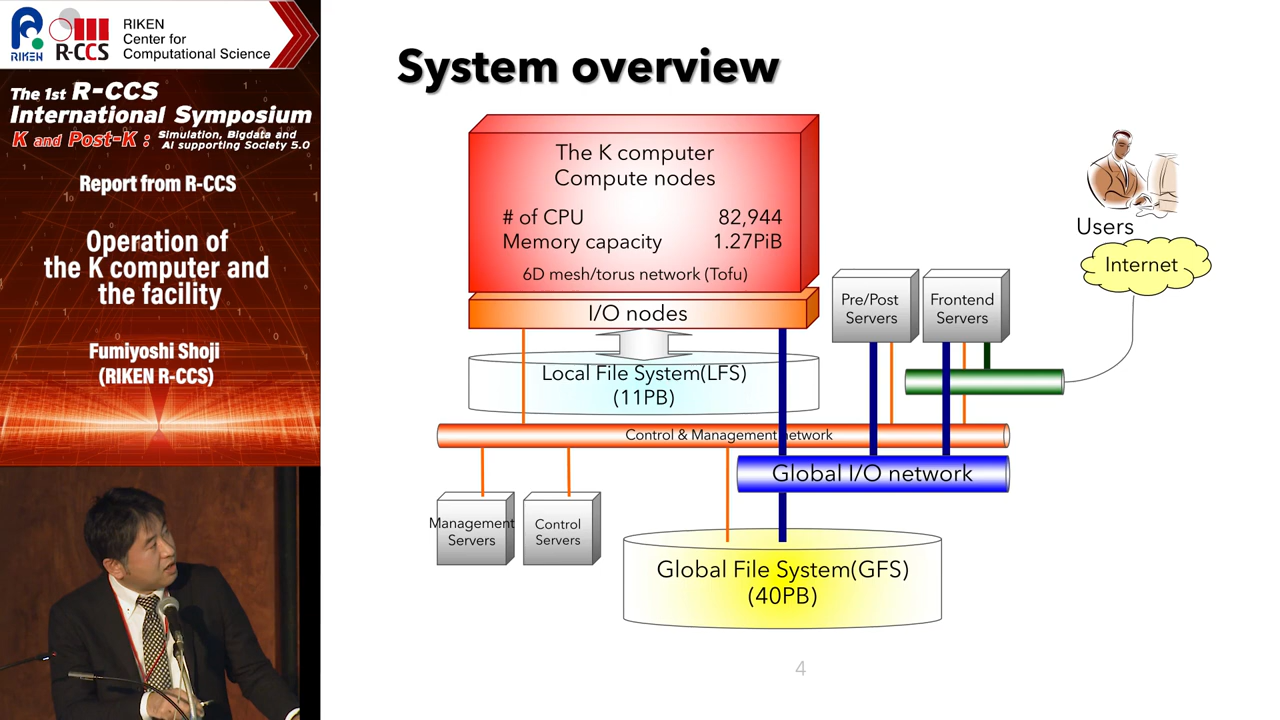 RIKEN
R-CCS
RIKEN
Center for
Computational Science
The 1st R-CCS
International Symposium
K and Post-K : Simulation, Bigdata and
AI supporting Society 5.0
Report from R-CCS
Operation of
the K computer and
the facility
Fumiyoshi Shoji
(RIKEN R-CCS)
System overview
The K computer
Compute nodes
# of CPU 82,944
Memory capacity 1.27PiB
6D mesh/torus network (Tofu)
I/O nodes
Local File System(LFS)
(11PB)
Pre/Post
Servers
Frontend
Servers
Users
Internet
Control & Management network
Global I/O network
Management
Servers
Control
Servers
Global File System(GFS)
(40PB)
4